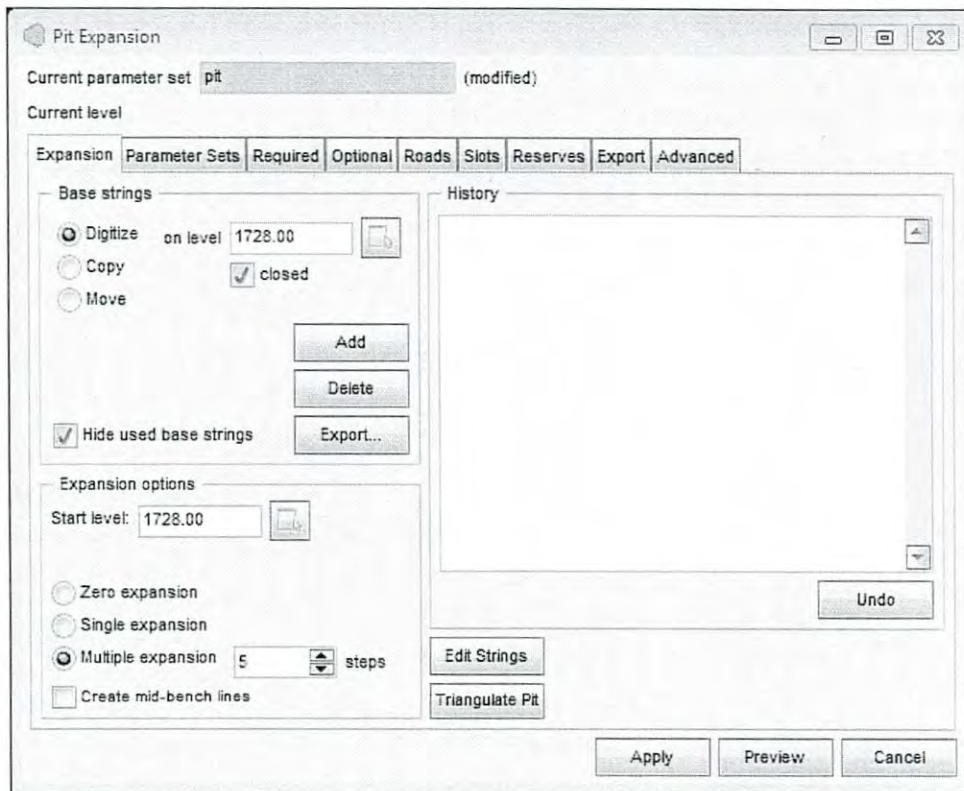 Pit Expansion
Current parameter set pit (modified)
Current level
Expansion Parameter Sets Required Optional Roads Slots Reserves Export Advanced
Base strings
Digitize on level 1728.00
Copy closed
Move
Add
Delete
Hide used base strings Export...
Expansion options
Start level: 1728.00
Zero expansion
Single expansion
Multiple expansion 5 steps
Create mid-bench lines
History
Undo
Edit Strings
Triangulate Pit
Apply Preview Cancel